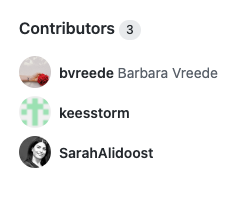 Contributors 3
bvreede Barbara Vreede
keesstorm
SarahAlidoost